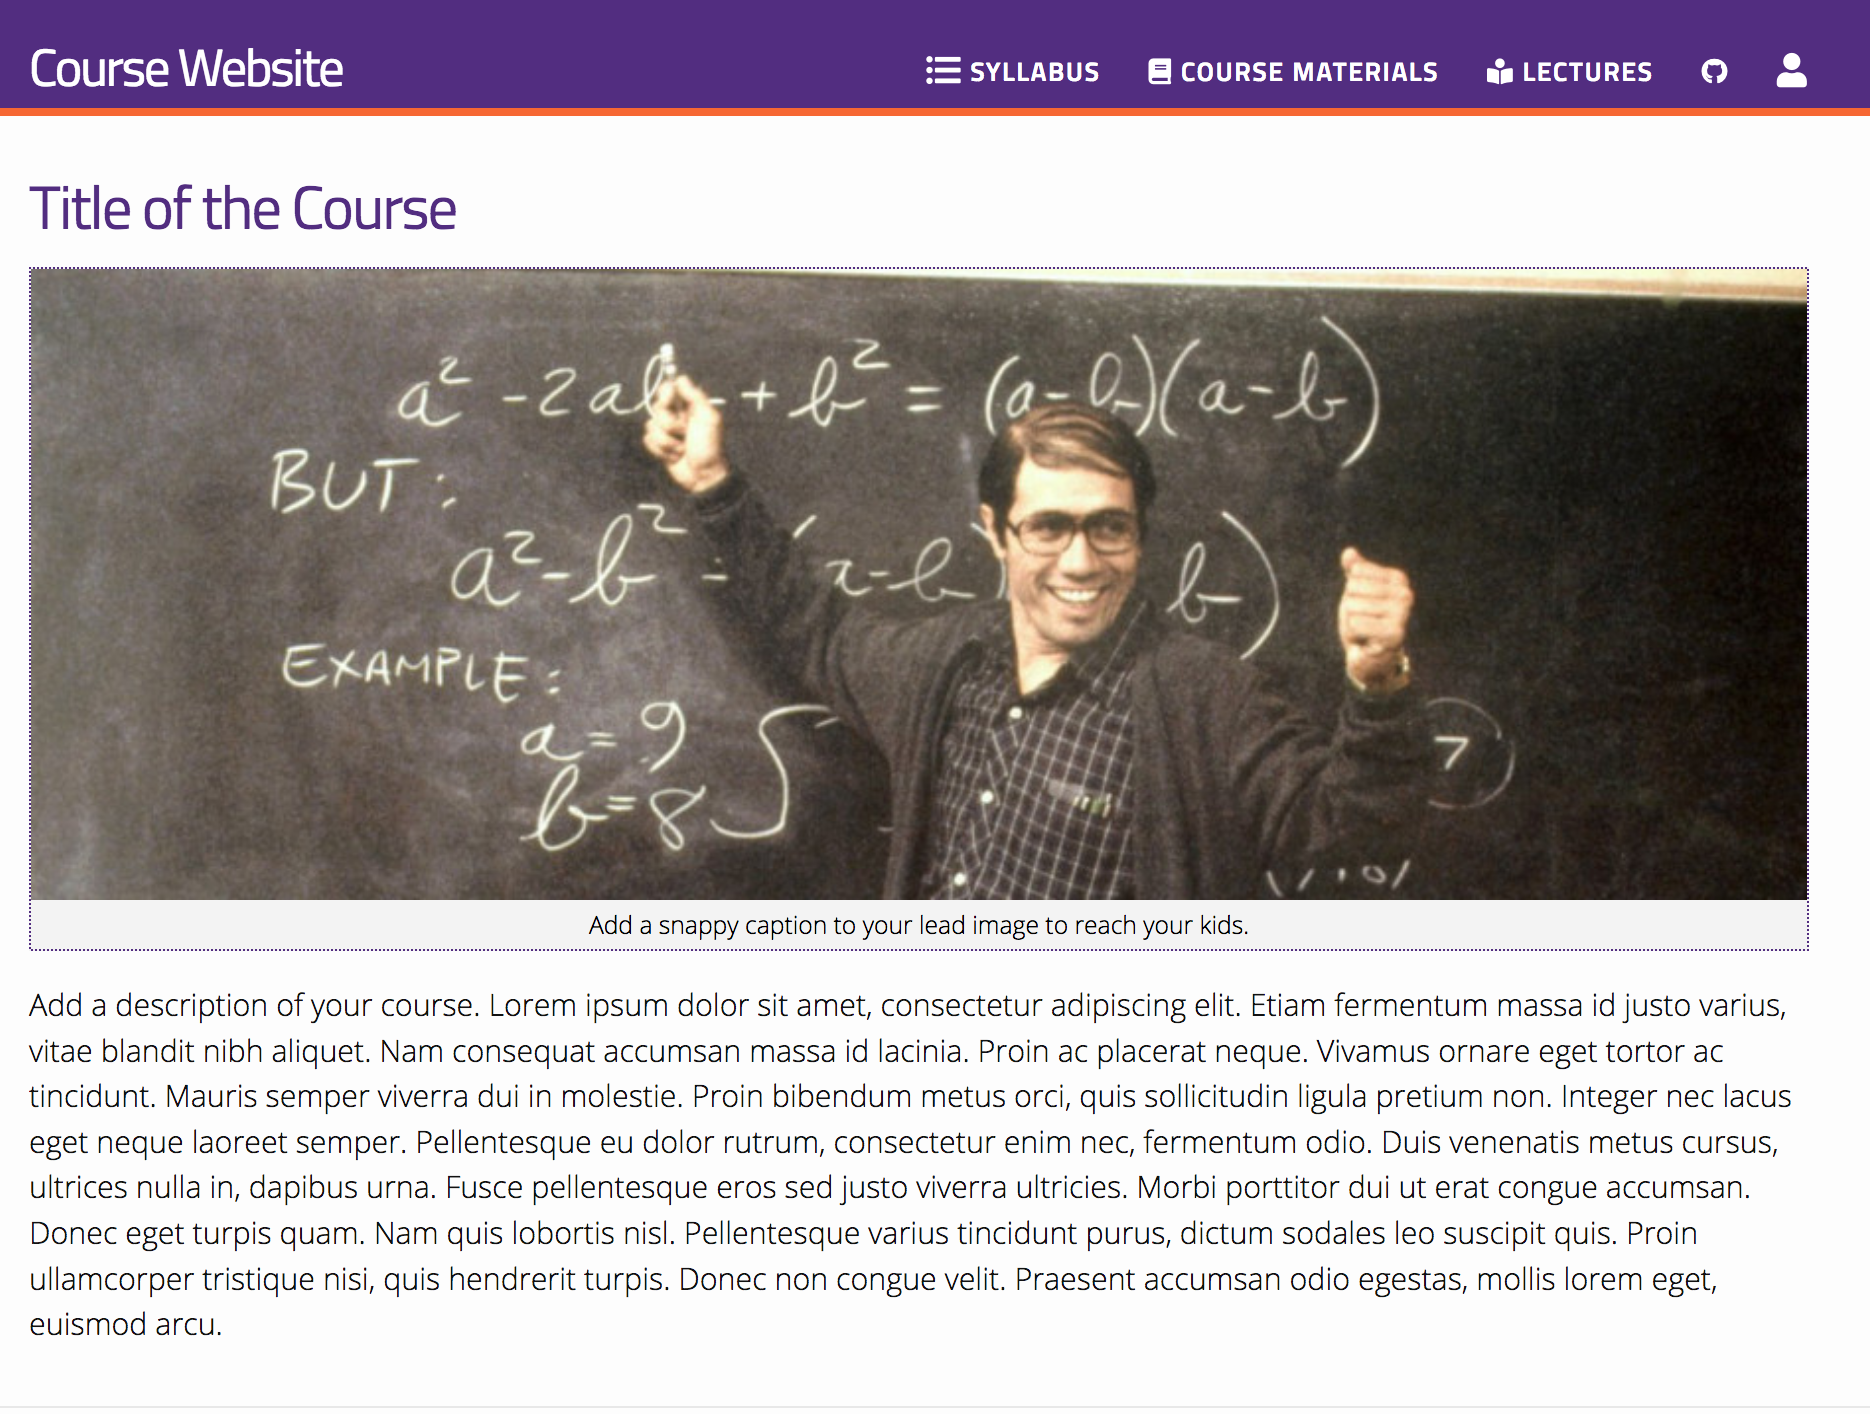 Course Website
SYLLABUS COURSE MATERIALS LECTURES
Title of the Course
a² - 2ab + b² = (a-b)(a-b)
BUT:
a² - b² = a-b) b)
EXAMPLE:
a = 9
7
b = 8
Add a snappy caption to your lead image to reach your kids.
Add a description of your course. Lorem ipsum dolor sit amet, consectetur adipiscing elit. Etiam fermentum massa id justo varius,
vitae blandit nibh aliquet. Nam consequat accumsan massa id lacinia. Proin ac placerat neque. Vivamus ornare eget tortor ac
tincidunt. Mauris semper viverra dui in molestie. Proin bibendum metus orci, quis sollicitudin ligula pretium non. Integer nec lacus
eget neque laoreet semper. Pellentesque eu dolor rutrum, consectetur enim nec, fermentum odio. Duis venenatis metus cursus,
ultrices nulla in, dapibus urna. Fusce pellentesque eros sed justo viverra ultricies. Morbi porttitor dui ut erat congue accumsan.
Donec eget turpis quam. Nam quis lobortis nisl. Pellentesque varius tincidunt purus, dictum sodales leo suscipit quis. Proin
ullamcorper tristique nisi, quis hendrerit turpis. Donec non congue velit. Praesent accumsan odio egestas, mollis lorem eget,
euismod arcu.